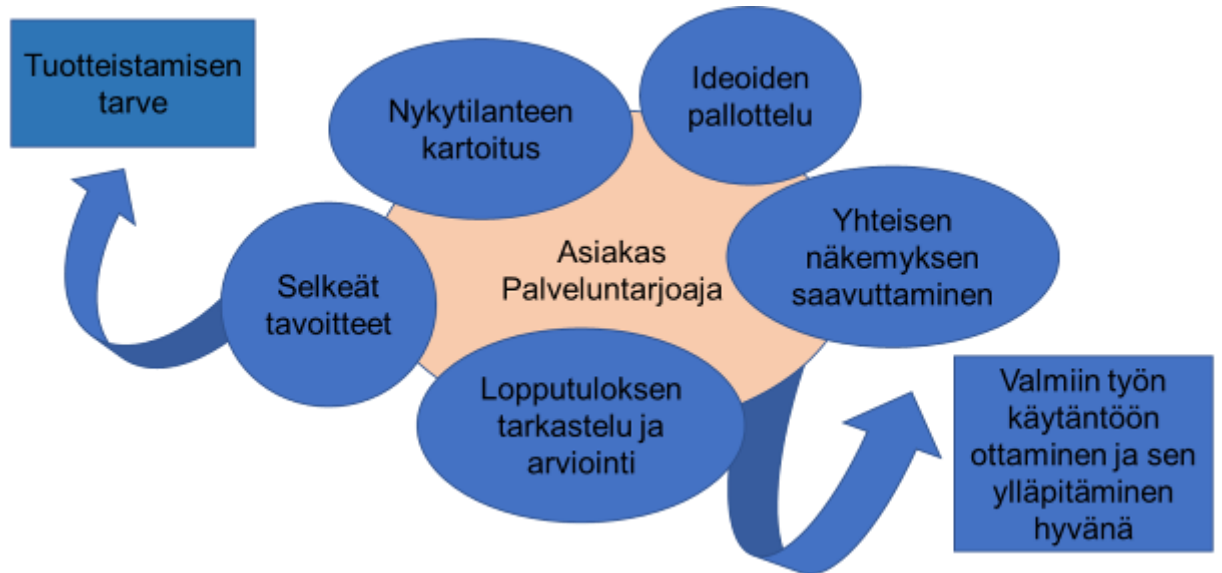 Tuotteistamisen
tarve
Nykytilanteen
kartoitus
Ideoiden
pallottelu
Yhteisen
näkemyksen
saavuttaminen
Asiakas
Palveluntarjoaja
Selkeät
tavoitteet
Lopputuloksen
tarkastelu ja
arviointi
Valmiin työn
käytäntöön
ottaminen ja sen
ylläpitäminen
hyvänä